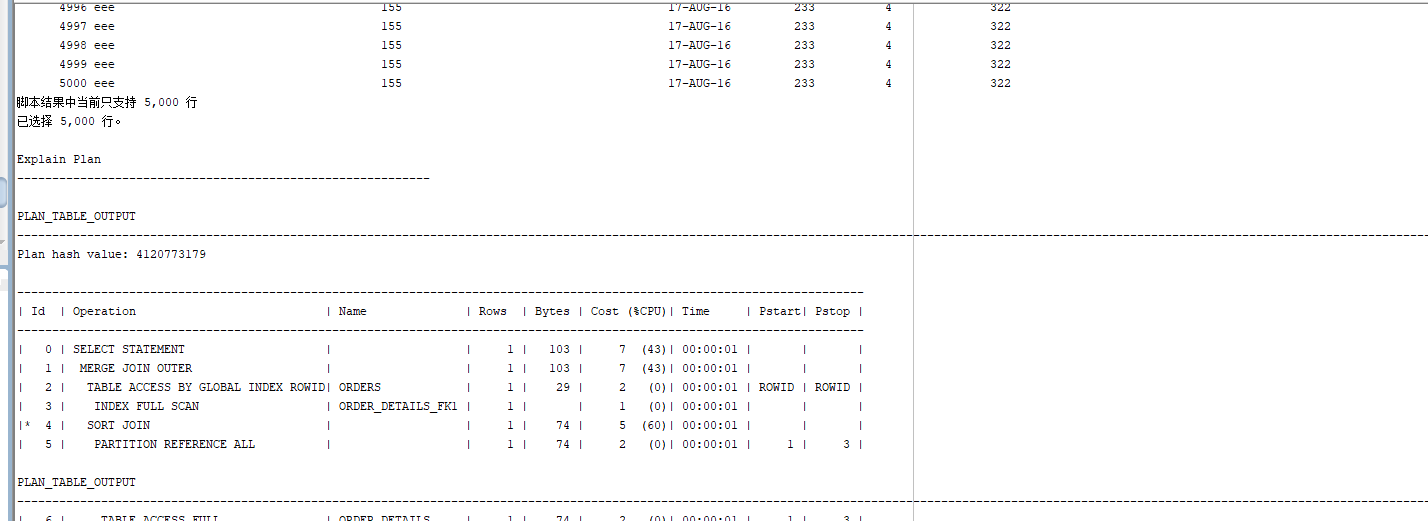 4996 eee                                      155                                      17-AUG-16         233          4              322
4997 eee                                      155                                      17-AUG-16         233          4              322
4998 eee                                      155                                      17-AUG-16         233          4              322
4999 eee                                      155                                      17-AUG-16         233          4              322
5000 eee                                      155                                      17-AUG-16         233          4              322
脚本结果中当前只支持 5,000 行
已选择 5,000 行。
Explain Plan
-----------------------------------------------------------
PLAN_TABLE_OUTPUT
Plan hash value: 4120773179
| Id  | Operation                           | Name              | Rows  | Bytes | Cost (%CPU)| Time     | Pstart| Pstop |
|   0 | SELECT STATEMENT                    |                   |     1 |   103 |     7  (43)| 00:00:01 |       |       |
|   1 |  MERGE JOIN OUTER                   |                   |     1 |   103 |     7  (43)| 00:00:01 |       |       |
|   2 |   TABLE ACCESS BY GLOBAL INDEX ROWID| ORDERS            |     1 |    29 |     2   (0)| 00:00:01 | ROWID | ROWID |
|   3 |    INDEX FULL SCAN                  | ORDER_DETAILS_FK1 |     1 |       |     1   (0)| 00:00:01 |       |       |
|*  4 |   SORT JOIN                         |                   |     1 |    74 |     5  (60)| 00:00:01 |       |       |
|   5 |    PARTITION REFERENCE ALL          |                   |     1 |    74 |     2   (0)| 00:00:01 |     1 |     3 |
PLAN_TABLE_OUTPUT
|   6 |     TABLE ACCESS FULL               | ORDER_DETAILS     |     1 |    74 |     2   (0)| 00:00:01 |     1 |     3 |